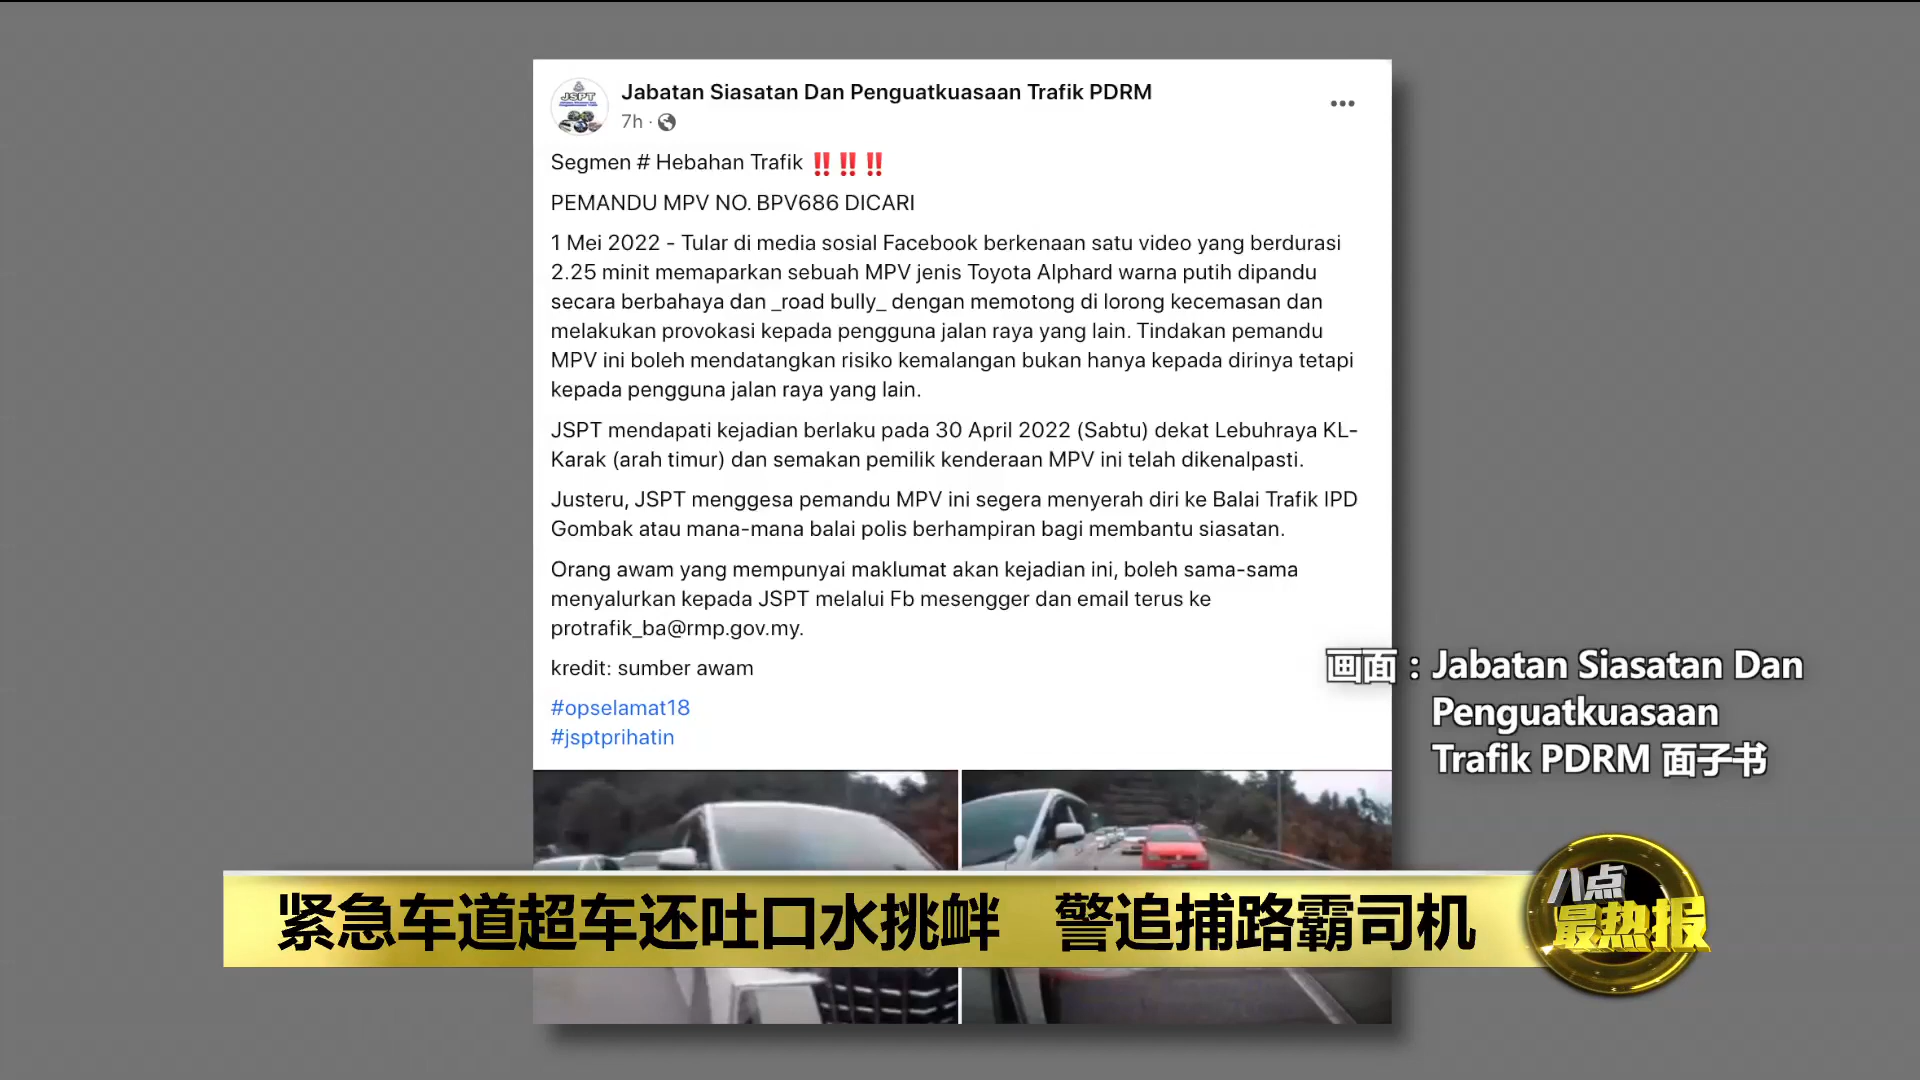 JSPT
Jabatan Siasatan Dan Penguatkuasaan Trafik PDRM
7h ·
Segmen # Hebahan Trafik ‼️‼️‼️
PEMANDU MPV NO. BPV686 DICARI
1 Mei 2022 - Tular di media sosial Facebook berkenaan satu video yang berdurasi
2.25 minit memaparkan sebuah MPV jenis Toyota Alphard warna putih dipandu
secara berbahaya dan _road bully_ dengan memotong di lorong kecemasan dan
melakukan provokasi kepada pengguna jalan raya yang lain. Tindakan pemandu
MPV ini boleh mendatangkan risiko kemalangan bukan hanya kepada dirinya tetapi
kepada pengguna jalan raya yang lain.
JSPT mendapati kejadian berlaku pada 30 April 2022 (Sabtu) dekat Lebuhraya KL-
Karak (arah timur) dan semakan pemilik kenderaan MPV ini telah dikenalpasti.
Justeru, JSPT menggesa pemandu MPV ini segera menyerah diri ke Balai Trafik IPD
Gombak atau mana-mana balai polis berhampiran bagi membantu siasatan.
Orang awam yang mempunyai maklumat akan kejadian ini, boleh sama-sama
menyalurkan kepada JSPT melalui Fb mesengger dan email terus ke
protrafik_ba@rmp.gov.my.
kredit: sumber awam
#opselamat18
#jsptprihatin
画面：Jabatan Siasatan Dan
Penguatkuasaan
Trafik PDRM 面子书
紧急车道超车还吐口水挑衅 警追捕路霸司机
八点
最热报